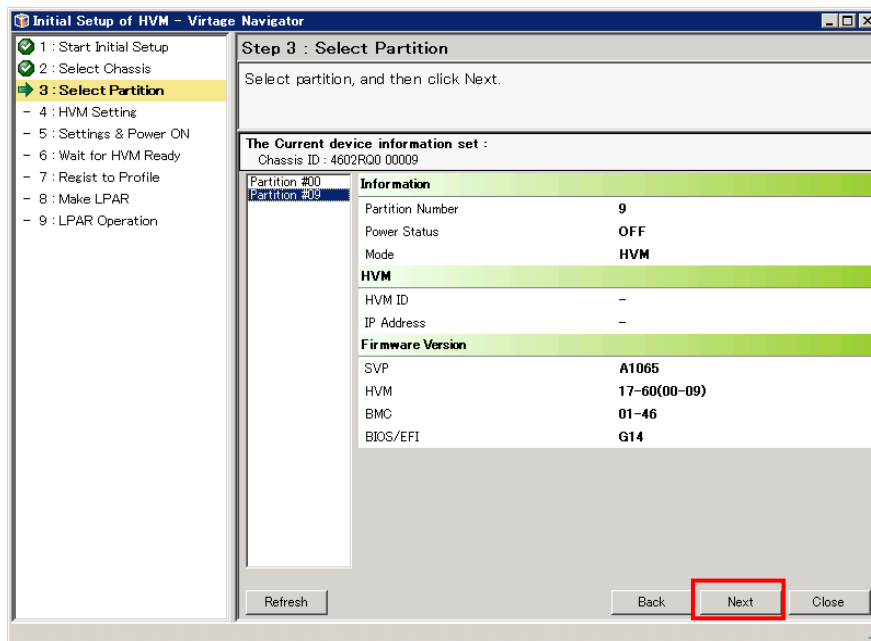 Initial Setup of HVM - Virtage Navigator
1 : Start Initial Setup
2 : Select Chassis
3 : Select Partition
- 4 : HVM Setting
- 5 : Settings & Power ON
- 6 : Wait for HVM Ready
- 7 : Regist to Profile
- 8 : Make LPAR
- 9 : LPAR Operation
Step 3 : Select Partition
Select partition, and then click Next.
The Current device information set :
Chassis ID : 4602RQ0 00009
Partition #00
Partition #09
Information
Partition Number 9
Power Status OFF
Mode HVM
HVM
HVM ID -
IP Address -
Firmware Version
SVP A1065
HVM 17-60(00-09)
BMC 01-46
BIOS/EFI G14
Refresh Back Next Close